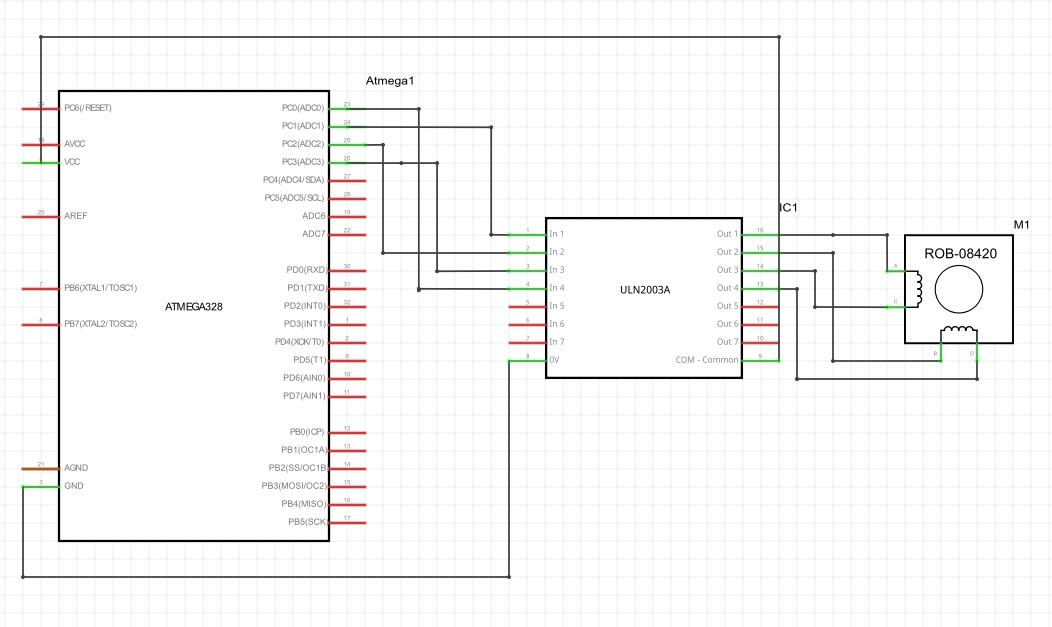 Atmega1
29 PC6(/RESET)
AVCC
VCC
20 AREF
7 PB6(XTAL1/TOSC1)
8 PB7(XTAL2/TOSC2)
21 AGND
3 GND
ATMEGA328
PC0(ADC0) 23
PC1(ADC1) 24
PC2(ADC2) 25
PC3(ADC3) 26
PC4(ADC4/SDA) 27
PC5(ADC5/SCL) 28
ADC6 19
ADC7 22
PD0(RXD) 30
PD1(TXD) 31
PD2(INT0) 32
PD3(INT1) 1
PD4(XCK/T0) 2
PD5(T1) 9
PD6(AIN0) 10
PD7(AIN1) 11
PB0(ICP) 12
PB1(OC1A) 13
PB2(SS/OC1B 14
PB3(MOSI/OC2) 15
PB4(MISO) 16
PB5(SCK) 17
IC1
1 In 1
2 In 2
3 In 3
4 In 4
5 In 5
6 In 6
7 In 7
8 0V
ULN2003A
Out 1 16
Out 2 15
Out 3 14
Out 4 13
Out 5 12
Out 6 11
Out 7 10
COM - Common 9
M1
ROB-08420
A
C
B
D